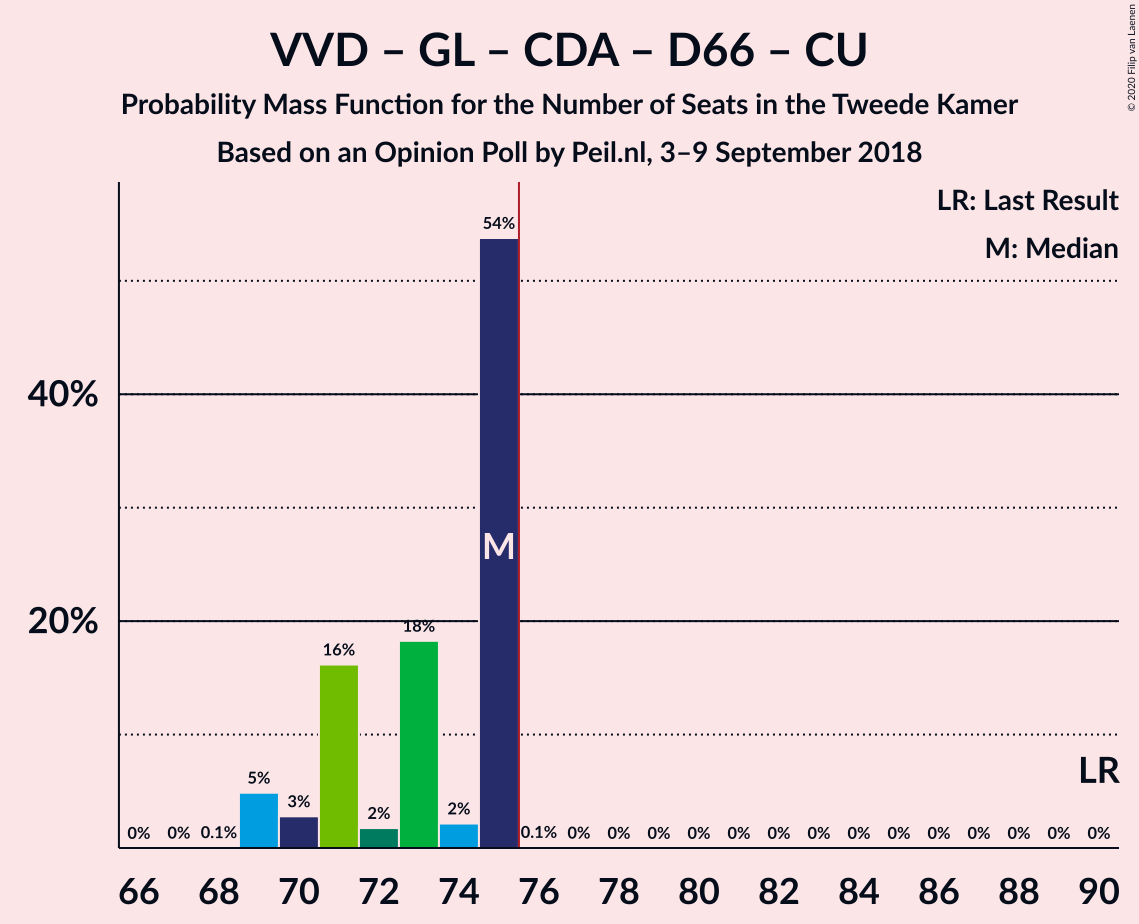 VVD – GL – CDA – D66 – CU
Probability Mass Function for the Number of Seats in the Tweede Kamer
Based on an Opinion Poll by Peil.nl, 3–9 September 2018
© 2020 Filip van Laenen
LR: Last Result
M: Median
54%
40%
M
20%
18%
16%
LR
5%
3%
2%
2%
0% 0% 0.1% 0.1% 0% 0% 0% 0% 0% 0% 0% 0% 0% 0% 0% 0% 0% 0%
66 68 70 72 74 76 78 80 82 84 86 88 90